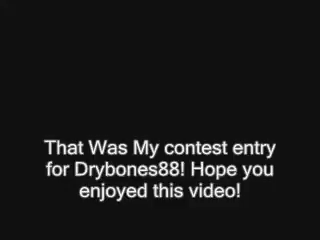 That Was My contest entry
for Drybones88! Hope you
enjoyed this video!